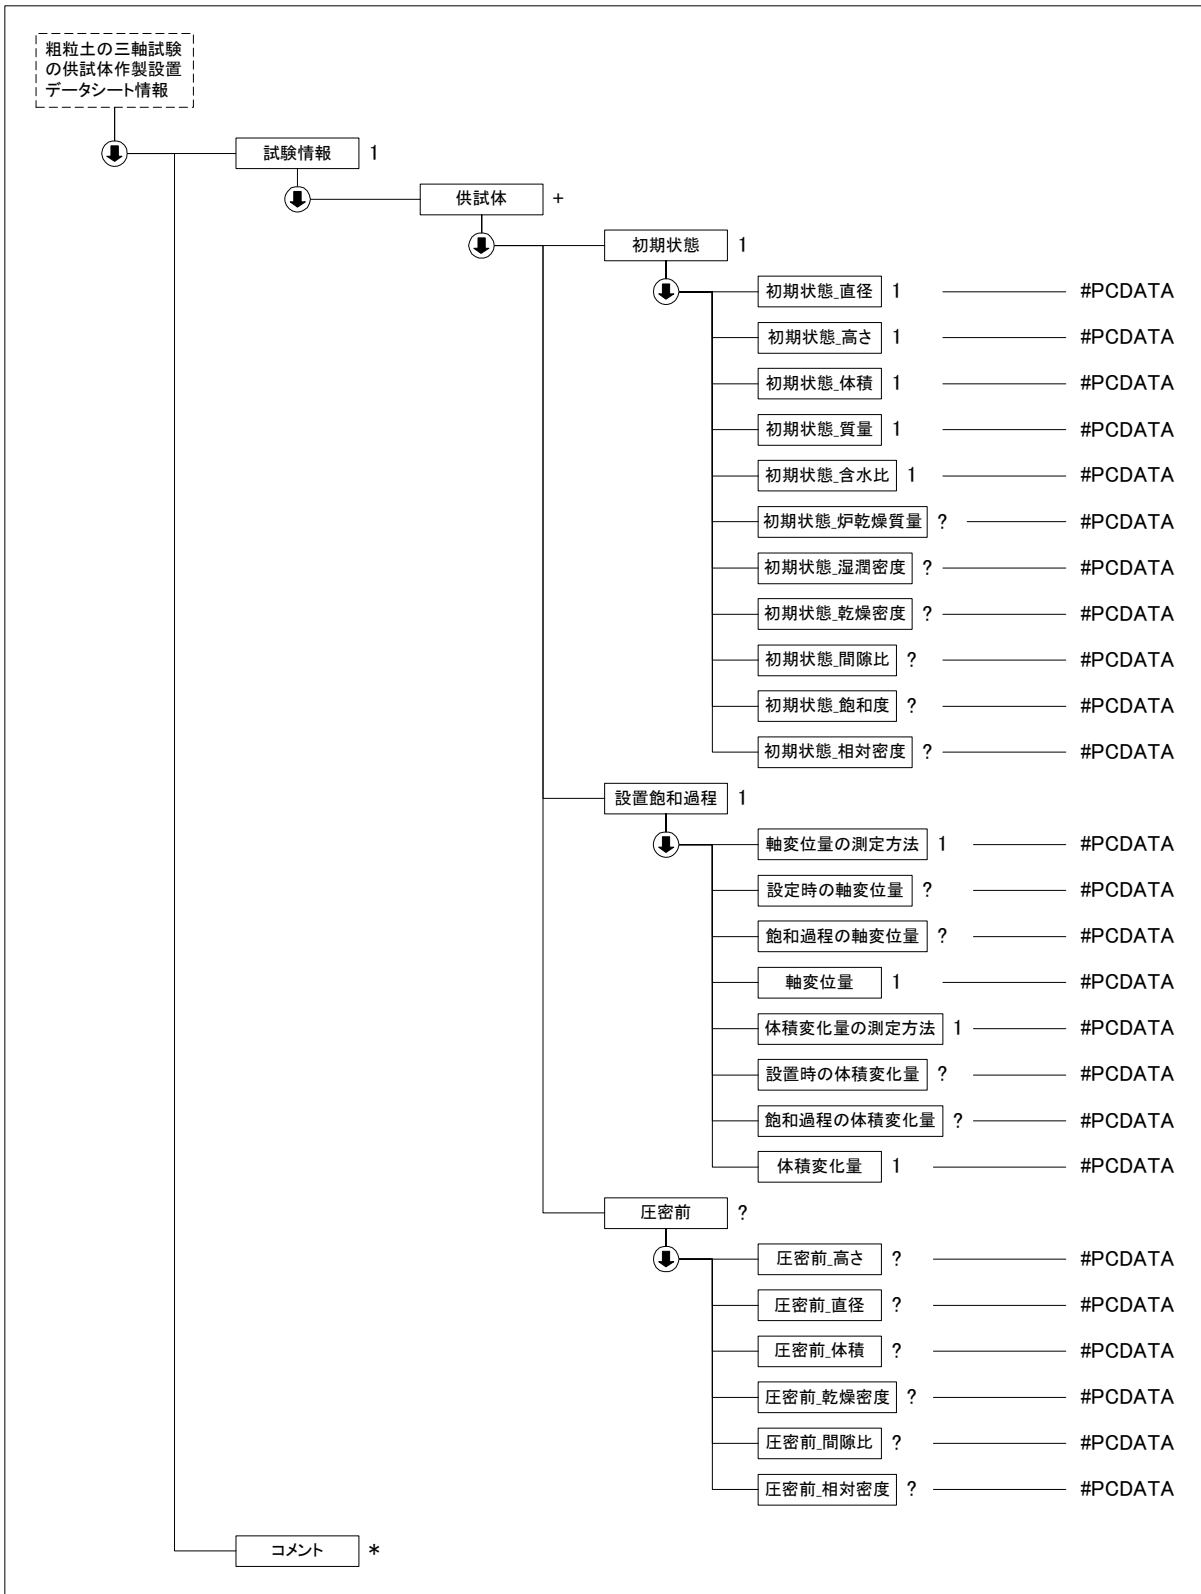 粗粒土の三軸試験
の供試体作製設置
データシート情報
試験情報 1
供試体 +
初期状態 1
初期状態_直径 1 #PCDATA
初期状態_高さ 1 #PCDATA
初期状態_体積 1 #PCDATA
初期状態_質量 1 #PCDATA
初期状態_含水比 1 #PCDATA
初期状態_炉乾燥質量 ? #PCDATA
初期状態_湿潤密度 ? #PCDATA
初期状態_乾燥密度 ? #PCDATA
初期状態_間隙比 ? #PCDATA
初期状態_飽和度 ? #PCDATA
初期状態_相対密度 ? #PCDATA
設置飽和過程 1
軸変位量の測定方法 1 #PCDATA
設定時の軸変位量 ? #PCDATA
飽和過程の軸変位量 ? #PCDATA
軸変位量 1 #PCDATA
体積変化量の測定方法 1 #PCDATA
設置時の体積変化量 ? #PCDATA
飽和過程の体積変化量 ? #PCDATA
体積変化量 1 #PCDATA
圧密前 ?
圧密前_高さ ? #PCDATA
圧密前_直径 ? #PCDATA
圧密前_体積 ? #PCDATA
圧密前_乾燥密度 ? #PCDATA
圧密前_間隙比 ? #PCDATA
圧密前_相対密度 ? #PCDATA
コメント *